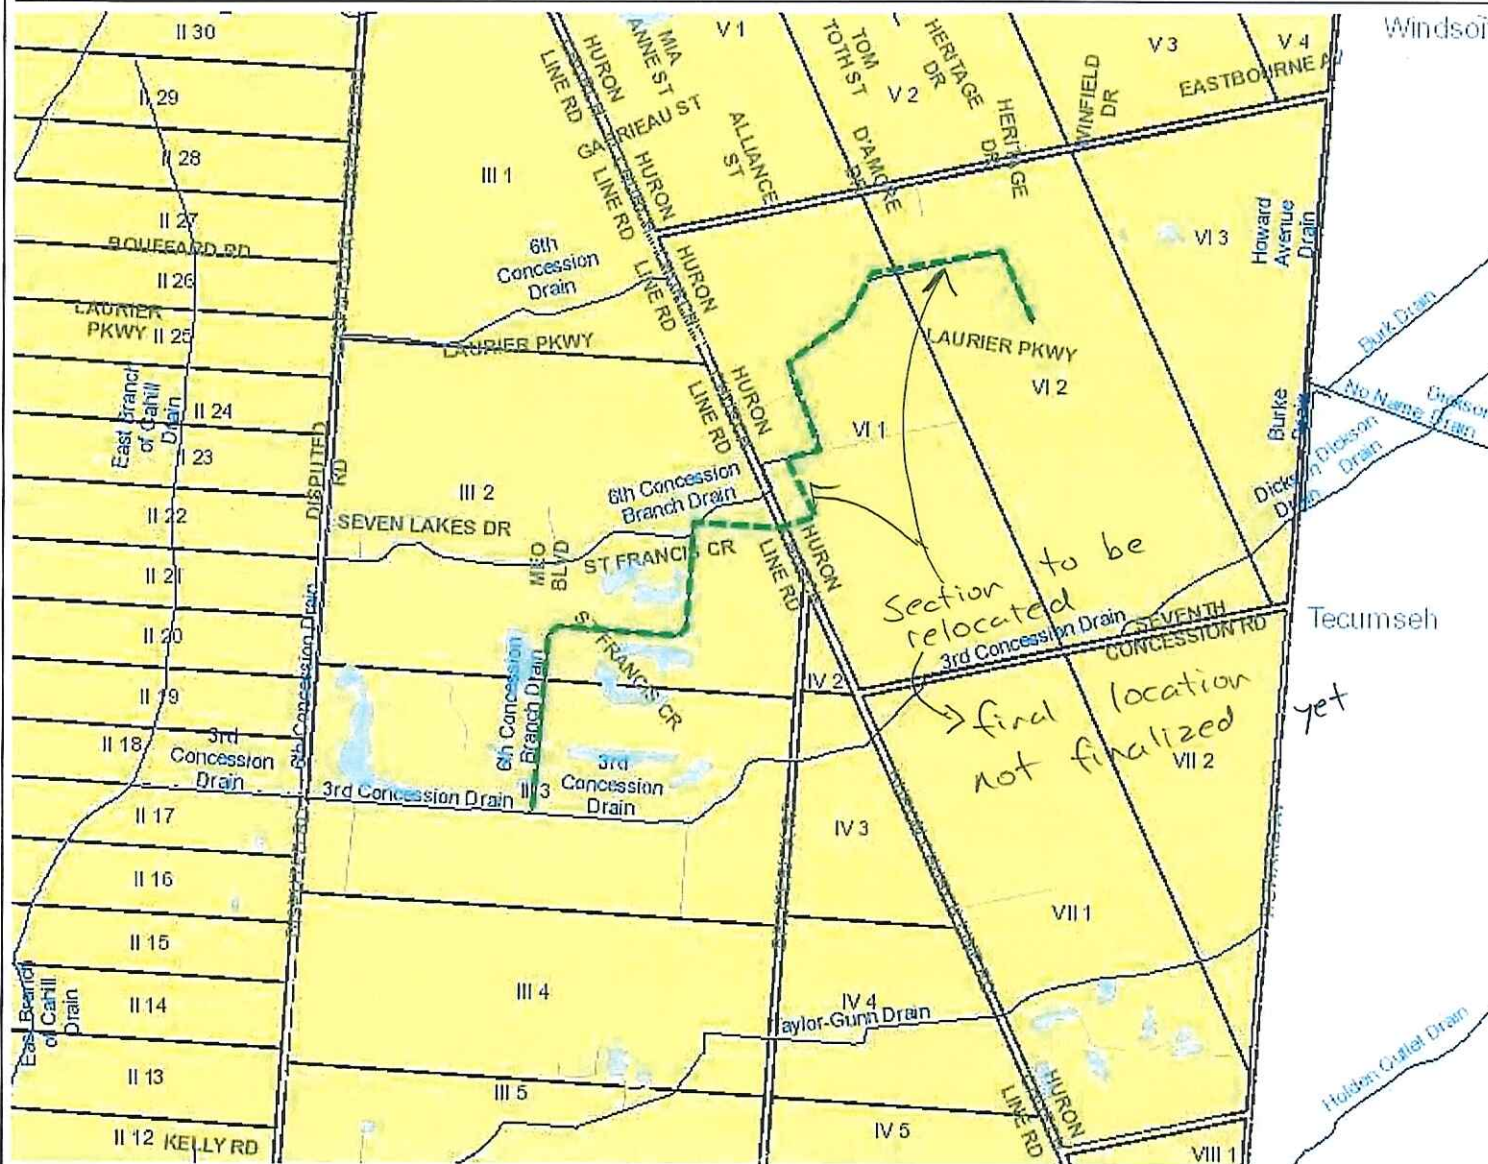 II 30
V 1
V 3
V 4
Windsor
HURON
LINE RD
MIA
ANNE ST
TOM
TOTH ST
HERITAGE
DR
V 2
WINFIELD
DR
EASTBOURNE
II 29
GARRIEAU ST
ALLIANCE
ST
D'AMORE
DR
HERITAGE
DR
II 28
III 1
HURON
LINE RD
II 27
BOUFFARD RD
6th
Concession
Drain
VI 3
Howard
Avenue
Drain
II 26
HURON
LINE RD
LAURIER
PKWY
II 25
LAURIER PKWY
LAURIER PKWY
Burk Drain
VI 2
East Branch
of Cahill
Drain
II 24
HURON
LINE RD
VI 1
Burke
Drain
No Name Drain
Dickson
II 23
DISPUTED
RD
III 2
6th Concession
Branch Drain
Dickson
Drain
Dickson
Drain
II 22
SEVEN LAKES DR
MEO
BLVD
ST FRANCIS CR
HURON
LINE RD
II 21
Section to be
relocated
II 20
6th Concession Drain
6th Concession
Branch Drain
ST FRANCIS CR
3rd Concession Drain
SEVENTH
CONCESSION RD
Tecumseh
II 19
IV 2
final location yet
not finalized
II 18
3rd
Concession
Drain
3rd Concession Drain
III 3
3rd
Concession
Drain
VII 2
II 17
IV 3
II 16
VII 1
II 15
East Branch
of Cahill
Drain
II 14
III 4
IV 4
Taylor-Gunn Drain
II 13
III 5
HURON
LINE RD
Holden Outlet Drain
II 12
KELLY RD
IV 5
VIII 1